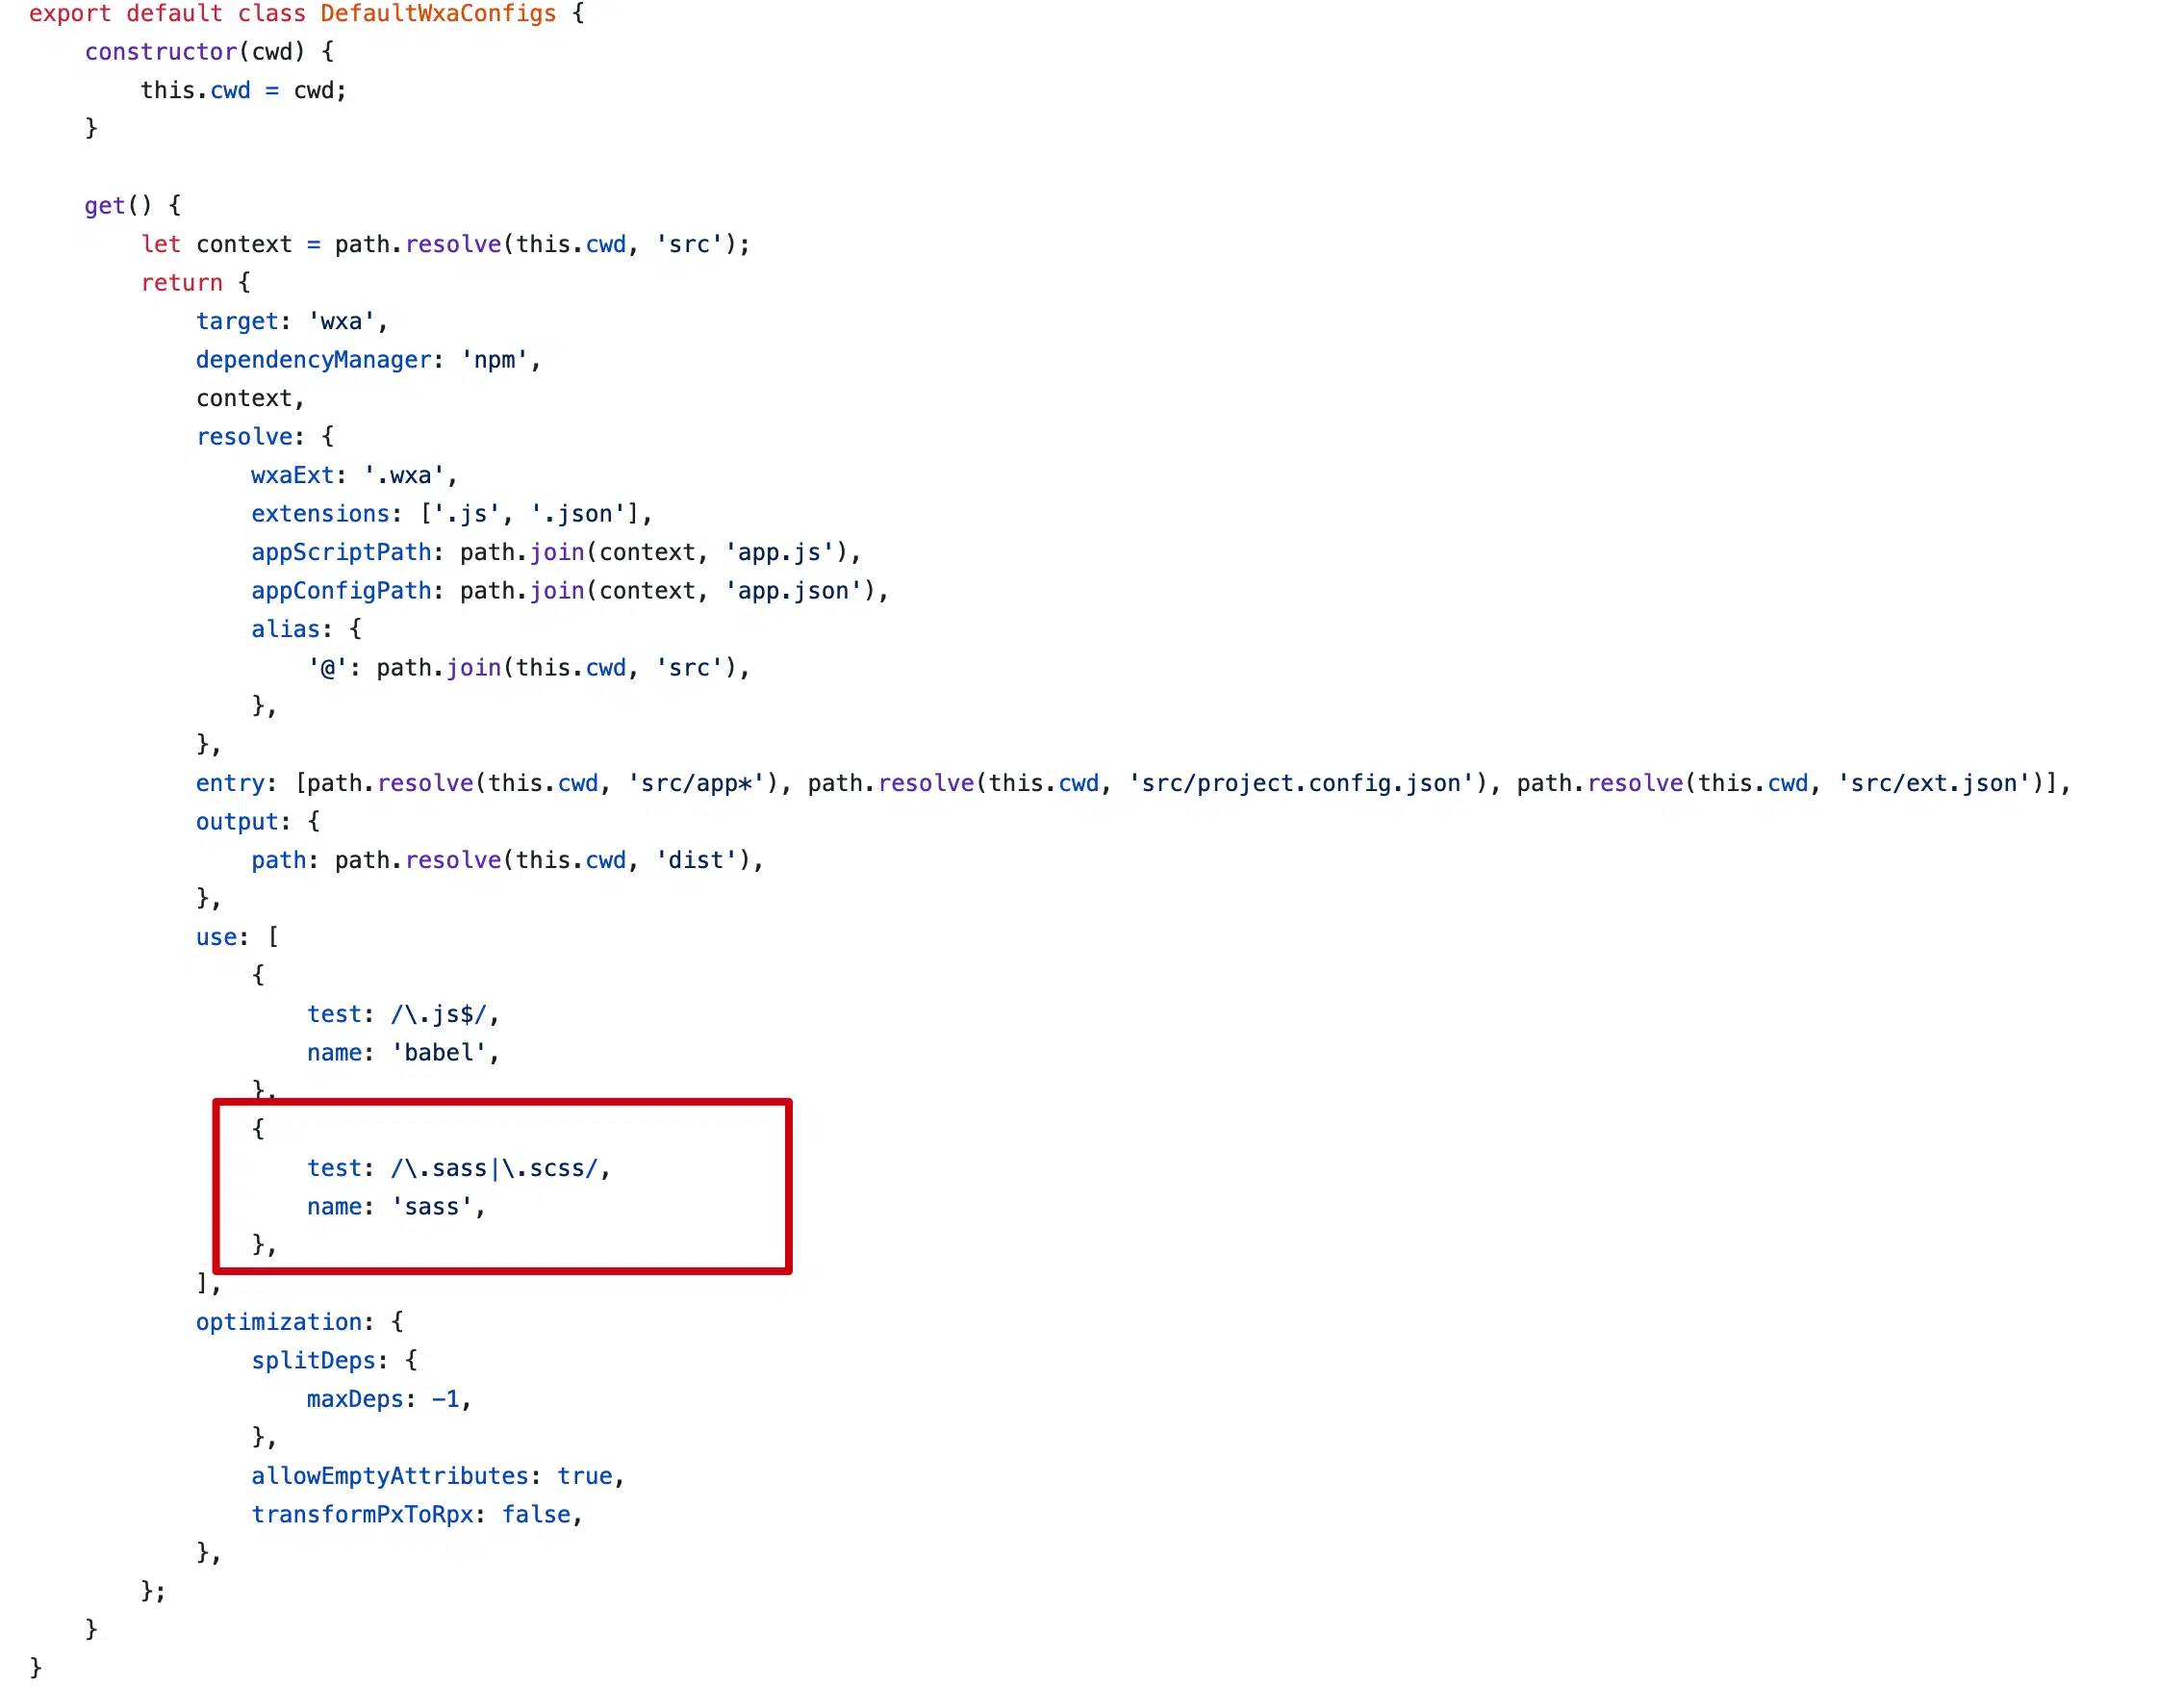 export default class DefaultWxaConfigs {
    constructor(cwd) {
        this.cwd = cwd;
    }

    get() {
        let context = path.resolve(this.cwd, 'src');
        return {
            target: 'wxa',
            dependencyManager: 'npm',
            context,
            resolve: {
                wxaExt: '.wxa',
                extensions: ['.js', '.json'],
                appScriptPath: path.join(context, 'app.js'),
                appConfigPath: path.join(context, 'app.json'),
                alias: {
                    '@': path.join(this.cwd, 'src'),
                },
            },
            entry: [path.resolve(this.cwd, 'src/app*'), path.resolve(this.cwd, 'src/project.config.json'), path.resolve(this.cwd, 'src/ext.json')],
            output: {
                path: path.resolve(this.cwd, 'dist'),
            },
            use: [
                {
                    test: /\.js$/,
                    name: 'babel',
                },
                {
                    test: /\.sass|\.scss/,
                    name: 'sass',
                },
            ],
            optimization: {
                splitDeps: {
                    maxDeps: -1,
                },
                allowEmptyAttributes: true,
                transformPxToRpx: false,
            },
        };
    }
}